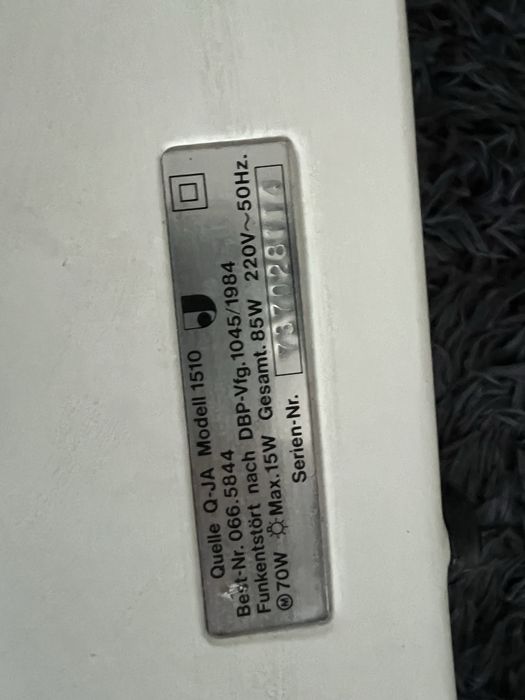 Quelle Q-JA Modell 1510
Best-Nr. 066.5844
Funkentstört nach DBP-Vfg. 1045/1984
Ⓜ70W Max.15W Gesamt. 85W 220V~50Hz.
Serien-Nr.